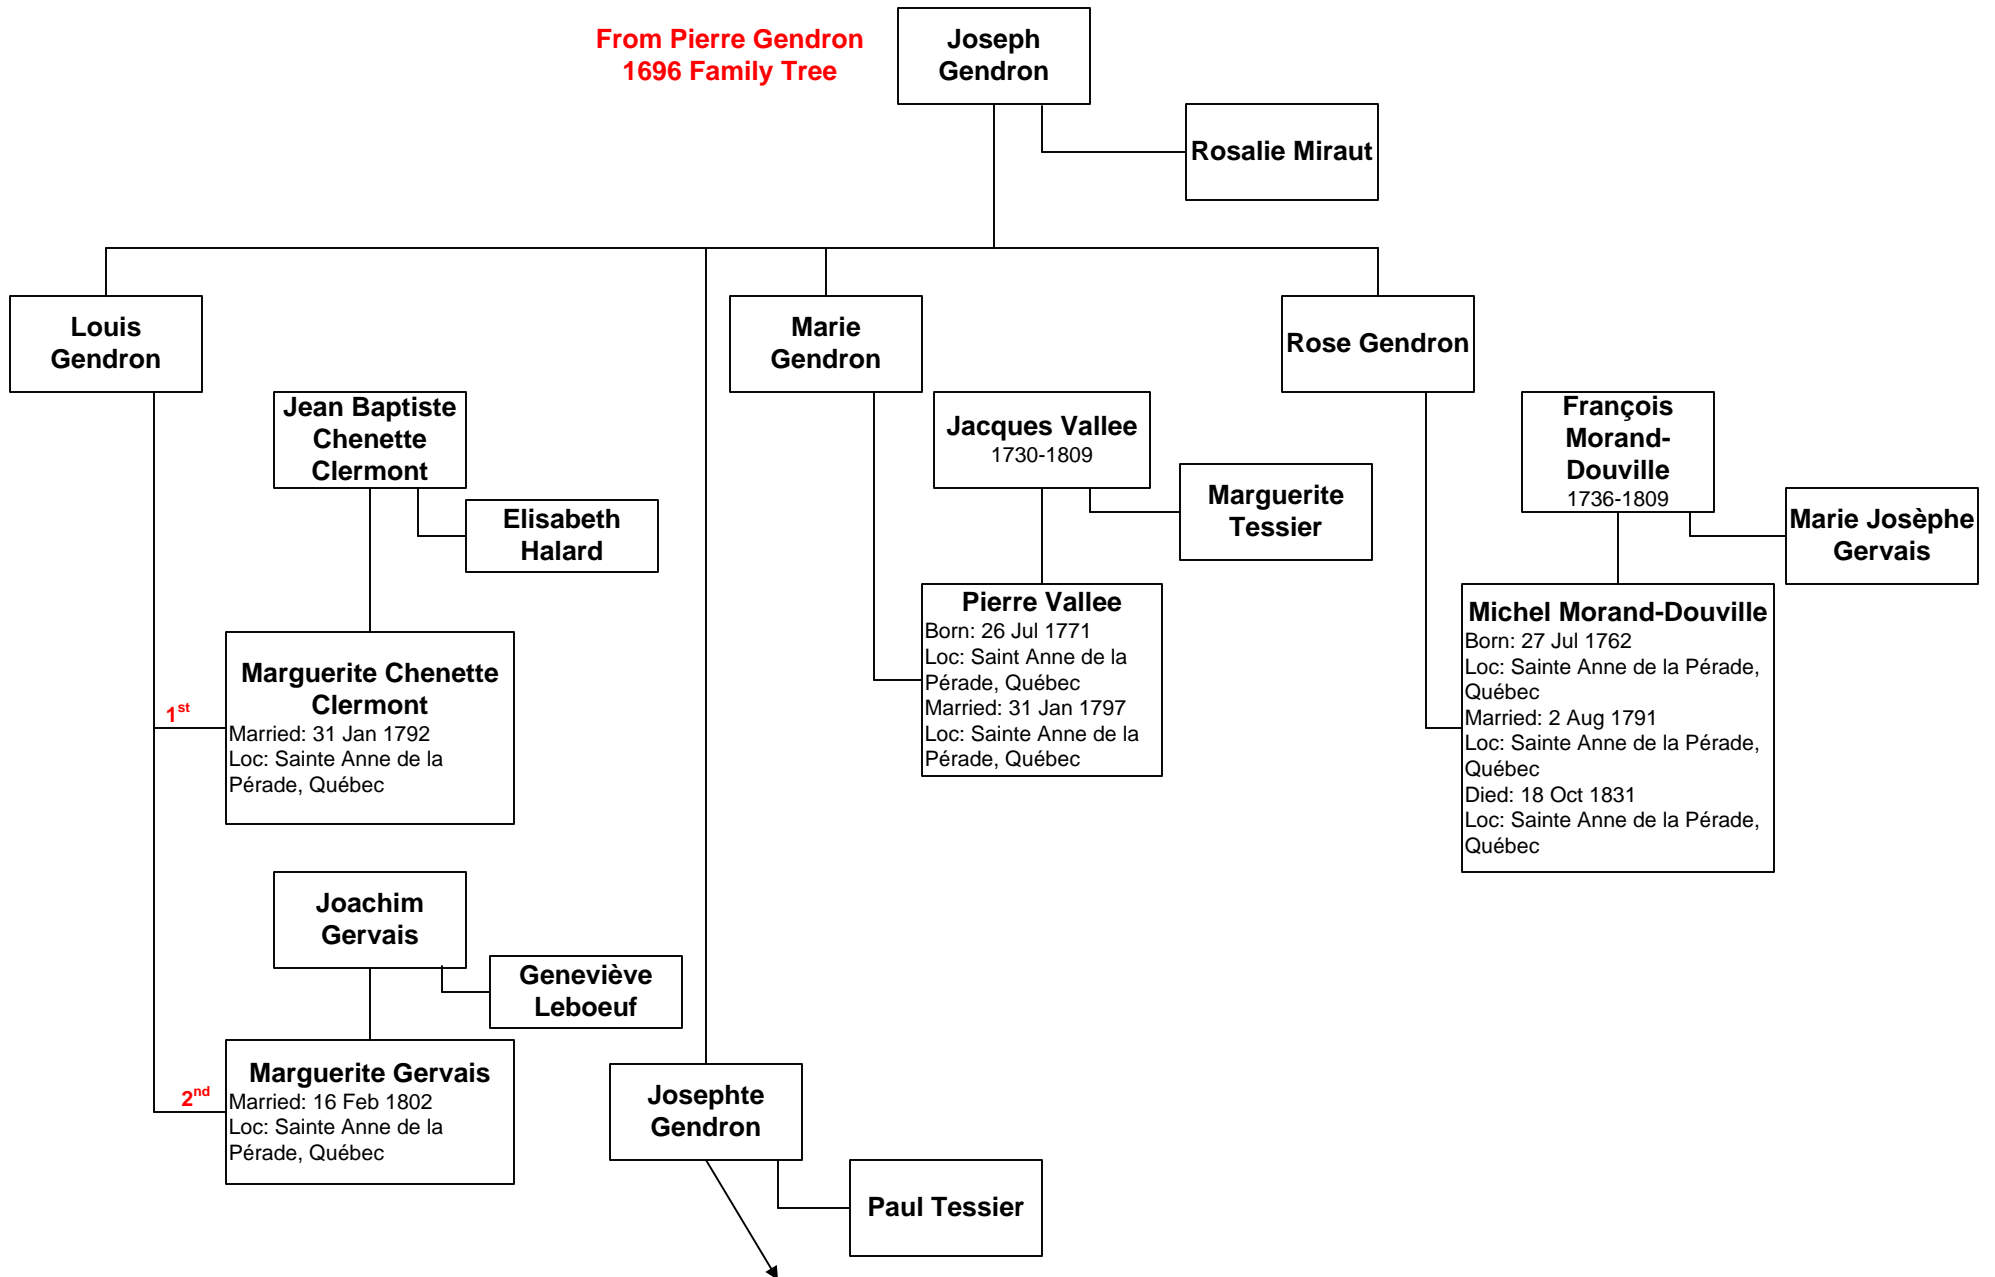 From Pierre Gendron
1696 Family Tree
Joseph
Gendron
Rosalie Miraut
Louis
Gendron
Marie
Gendron
Rose Gendron
Jean Baptiste
Chenette
Clermont
Elisabeth
Halard
Jacques Vallee
1730-1809
Marguerite
Tessier
François
Morand-
Douville
1736-1809
Marie Josèphe
Gervais
Marguerite Chenette
Clermont
Married: 31 Jan 1792
Loc: Sainte Anne de la
Pérade, Québec
1st
Pierre Vallee
Born: 26 Jul 1771
Loc: Saint Anne de la
Pérade, Québec
Married: 31 Jan 1797
Loc: Sainte Anne de la
Pérade, Québec
Michel Morand-Douville
Born: 27 Jul 1762
Loc: Sainte Anne de la Pérade,
Québec
Married: 2 Aug 1791
Loc: Sainte Anne de la Pérade,
Québec
Died: 18 Oct 1831
Loc: Sainte Anne de la Pérade,
Québec
Joachim
Gervais
Geneviève
Leboeuf
2nd
Marguerite Gervais
Married: 16 Feb 1802
Loc: Sainte Anne de la
Pérade, Québec
Josephte
Gendron
Paul Tessier